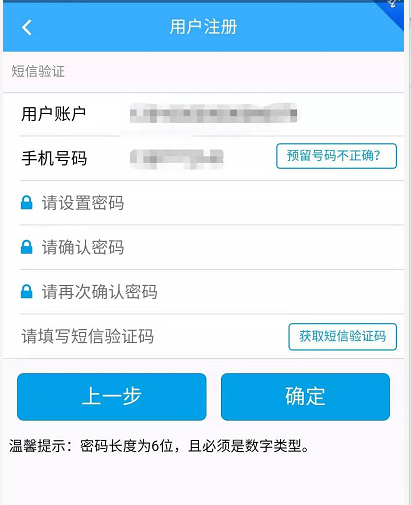 用户注册
短信验证
用户账户
手机号码 预留号码不正确？
请设置密码
请确认密码
请再次确认密码
请填写短信验证码 获取短信验证码
上一步 确定
温馨提示：密码长度为6位，且必须是数字类型。